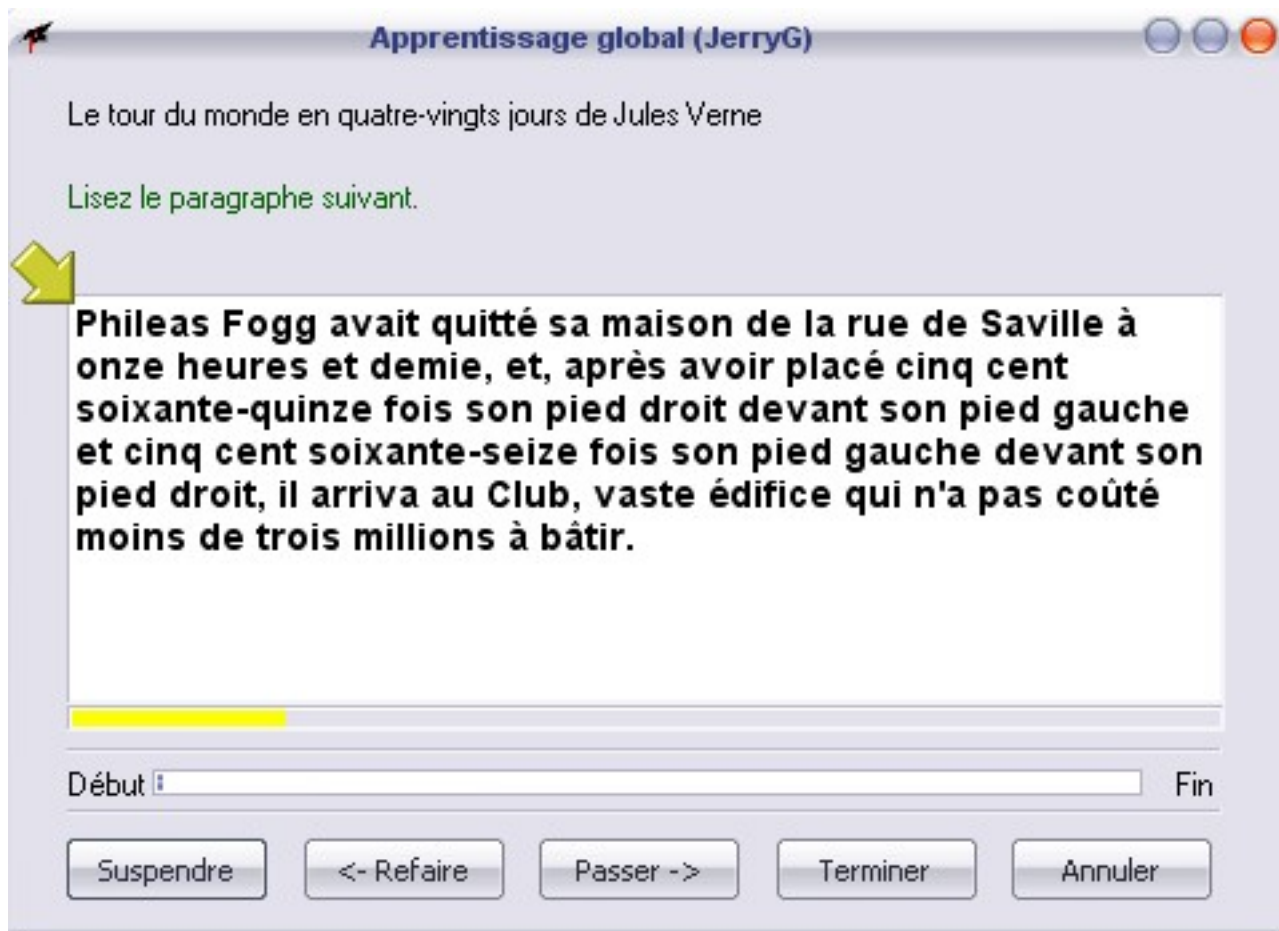 Apprentissage global (JerryG)
Le tour du monde en quatre-vingts jours de Jules Verne
Lisez le paragraphe suivant.
Phileas Fogg avait quitté sa maison de la rue de Saville à
onze heures et demie, et, après avoir placé cinq cent
soixante-quinze fois son pied droit devant son pied gauche
et cinq cent soixante-seize fois son pied gauche devant son
pied droit, il arriva au Club, vaste édifice qui n'a pas coûté
moins de trois millions à bâtir.
Début Fin
Suspendre <- Refaire Passer -> Terminer Annuler